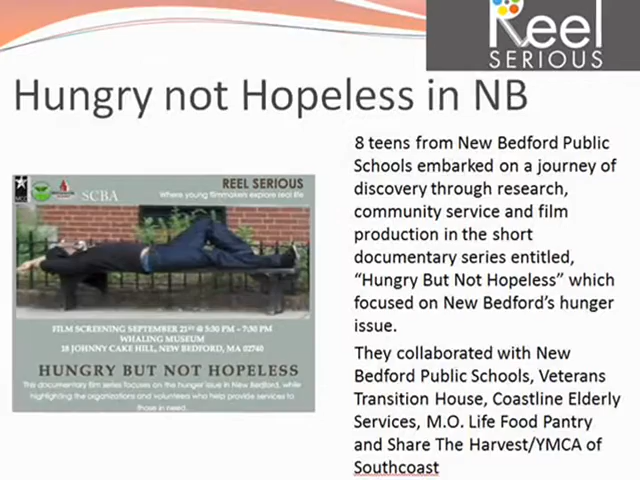 Reel
SERIOUS
Hungry not Hopeless in NB
8 teens from New Bedford Public
Schools embarked on a journey of
discovery through research,
community service and film
production in the short
documentary series entitled,
“Hungry But Not Hopeless” which
focused on New Bedford’s hunger
issue.
They collaborated with New
Bedford Public Schools, Veterans
Transition House, Coastline Elderly
Services, M.O. Life Food Pantry
and Share The Harvest/YMCA of
Southcoast
SCBA
REEL SERIOUS
Where young filmmakers explore real life
FILM SCREENING SEPTEMBER 21ST @ 5:30 PM - 7:30 PM
WHALING MUSEUM
18 JOHNNY CAKE HILL, NEW BEDFORD, MA 02740
HUNGRY BUT NOT HOPELESS
This documentary film series focuses on the hunger issue in New Bedford, while
highlighting the organizations and volunteers who help provide services to
those in need.